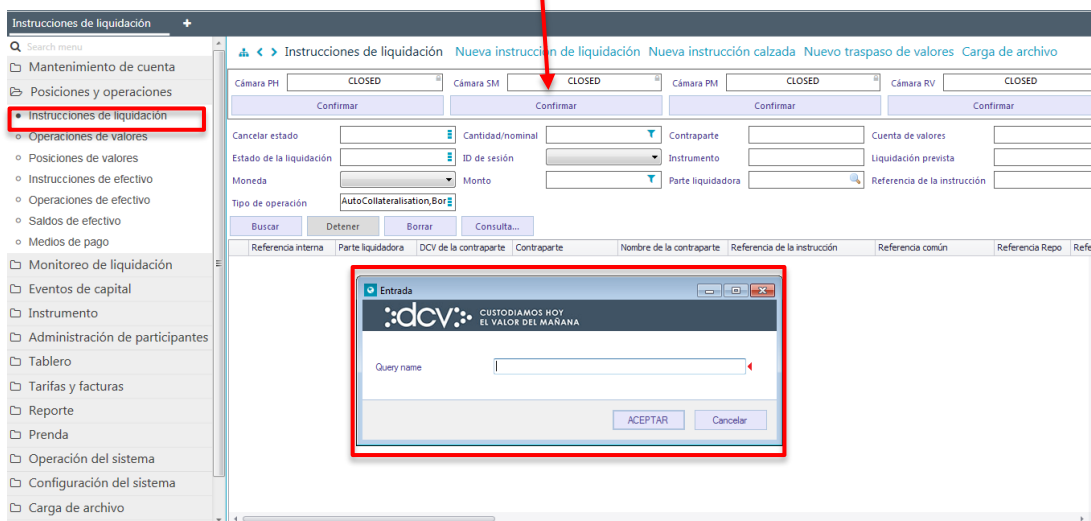 Instrucciones de liquidación +
Search menu
Mantenimiento de cuenta
Posiciones y operaciones
Instrucciones de liquidación
Operaciones de valores
Posiciones de valores
Instrucciones de efectivo
Operaciones de efectivo
Saldos de efectivo
Medios de pago
Monitoreo de liquidación
Eventos de capital
Instrumento
Administración de participantes
Tablero
Tarifas y facturas
Reporte
Prenda
Operación del sistema
Configuración del sistema
Carga de archivo
Instrucciones de liquidación Nueva instrucción de liquidación Nueva instrucción calzada Nuevo traspaso de valores Carga de archivo
Cámara PH CLOSED Cámara SM CLOSED Cámara PM CLOSED Cámara RV CLOSED
Confirmar Confirmar Confirmar Confirmar
Cancelar estado Cantidad/nominal Contraparte Cuenta de valores
Estado de la liquidación ID de sesión Instrumento Liquidación prevista
Moneda Monto Parte liquidadora Referencia de la instrucción
Tipo de operación AutoCollateralisation,Bor
Buscar Detener Borrar Consulta...
Referencia interna Parte liquidadora DCV de la contraparte Contraparte Nombre de la contraparte Referencia de la instrucción Referencia común Referencia Repo Refe
Entrada
dcv CUSTODIAMOS HOY
EL VALOR DEL MAÑANA
Query name
ACEPTAR Cancelar